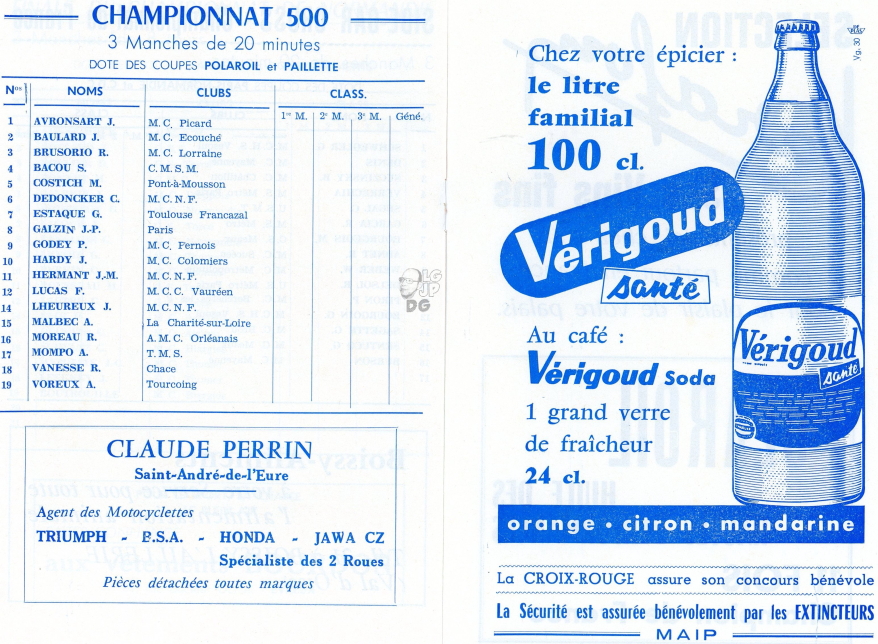 CHAMPIONNAT 500
3 Manches de 20 minutes
DOTE DES COUPES POLAROIL et PAILLETTE
Nos NOMS CLUBS CLASS.
1re M. 2e M. 3e M. Géné.
1 AVRONSART J. M. C. Picard
2 BAULARD J. M. C. Ecouché
3 BRUSORIO R. M. C. Lorraine
4 BACOU S. C. M. S. M.
5 COSTICH M. Pont-à-Mousson
6 DEDONCKER C. M. C. N. F.
7 ESTAQUE G. Toulouse Francazal
8 GALZIN J.-P. Paris
9 GODEY P. M. C. Fernois
10 HARDY J. M. C. Colomiers
11 HERMANT J.M. M. C. N. F.
12 LUCAS F. M. C. C. Vauréen
14 LHEUREUX J. M. C. N. F.
15 MALBEC A. La Charité-sur-Loire
16 MOREAU R. A. M. C. Orléanais
17 MOMPO A. T. M. S.
18 VANESSE R. Chace
19 VOREUX A. Tourcoing
CLAUDE PERRIN
Saint-André-de-l'Eure
Agent des Motocyclettes
TRIUMPH - B.S.A. - HONDA - JAWA CZ
Spécialiste des 2 Roues
Pièces détachées toutes marques
LG
JP
DG
Vg. 30
Chez votre épicier :
le litre
familial
100 cl.
Vérigoud
santé
Au café :
Vérigoud Soda
1 grand verre
de fraîcheur
24 cl.
Vérigoud
santé
orange • citron • mandarine
La CROIX-ROUGE assure son concours bénévole
La Sécurité est assurée bénévolement par les EXTINCTEURS
MAIP